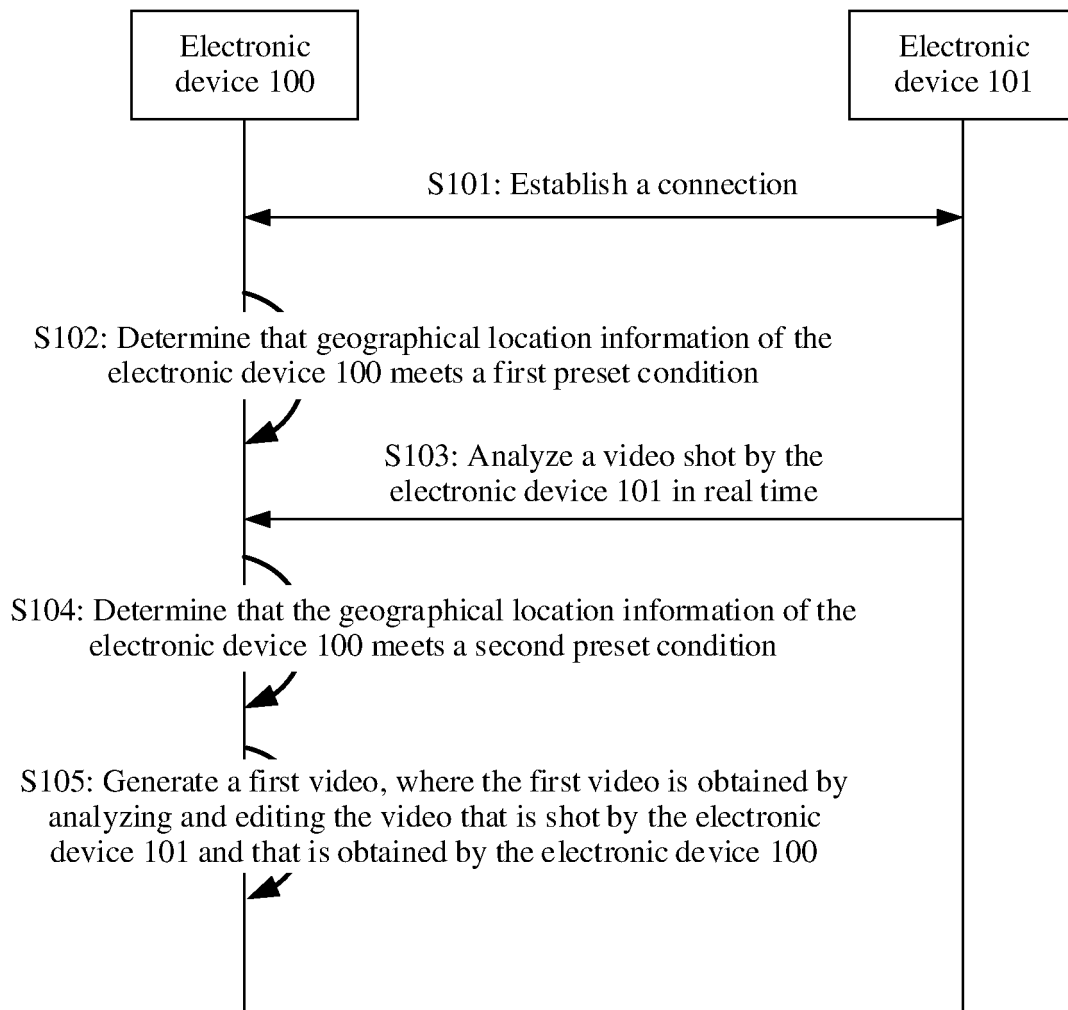 Electronic
device 100
Electronic
device 101
S101: Establish a connection
S102: Determine that geographical location information of the
electronic device 100 meets a first preset condition
S103: Analyze a video shot by the
electronic device 101 in real time
S104: Determine that the geographical location information of the
electronic device 100 meets a second preset condition
S105: Generate a first video, where the first video is obtained by
analyzing and editing the video that is shot by the electronic
device 101 and that is obtained by the electronic device 100